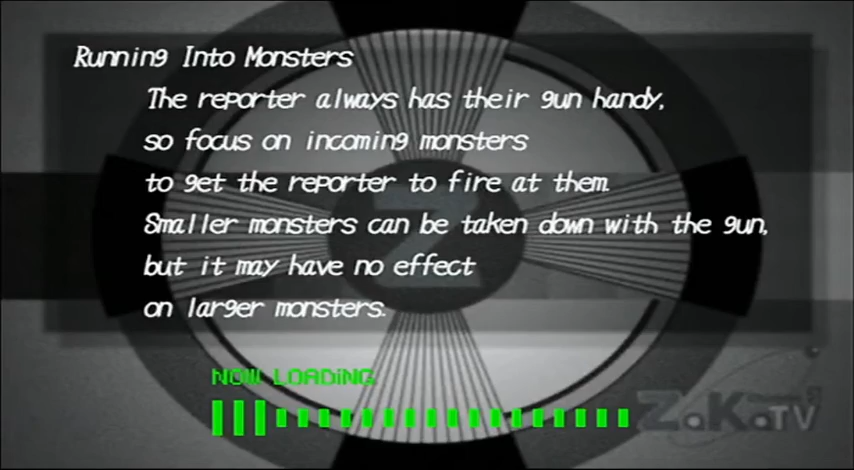 Running Into Monsters
The reporter always has their gun handy,
so focus on incoming monsters
to get the reporter to fire at them.
Smaller monsters can be taken down with the gun,
but it may have no effect
on larger monsters.
2
NOW LOADiNG
ZaKaTV